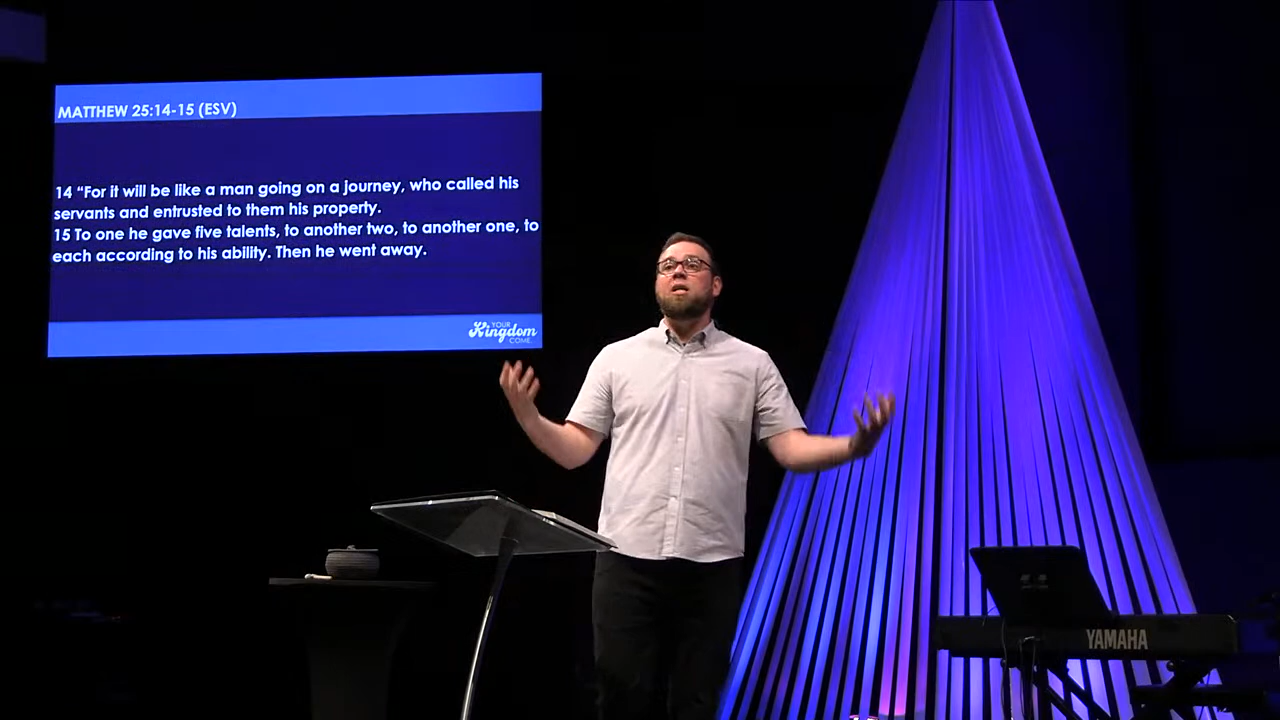 MATTHEW 25:14-15 (ESV)
14 “For it will be like a man going on a journey, who called his
servants and entrusted to them his property.
15 To one he gave five talents, to another two, to another one, to
each according to his ability. Then he went away.
YOUR
Kingdom
COME.
YAMAHA